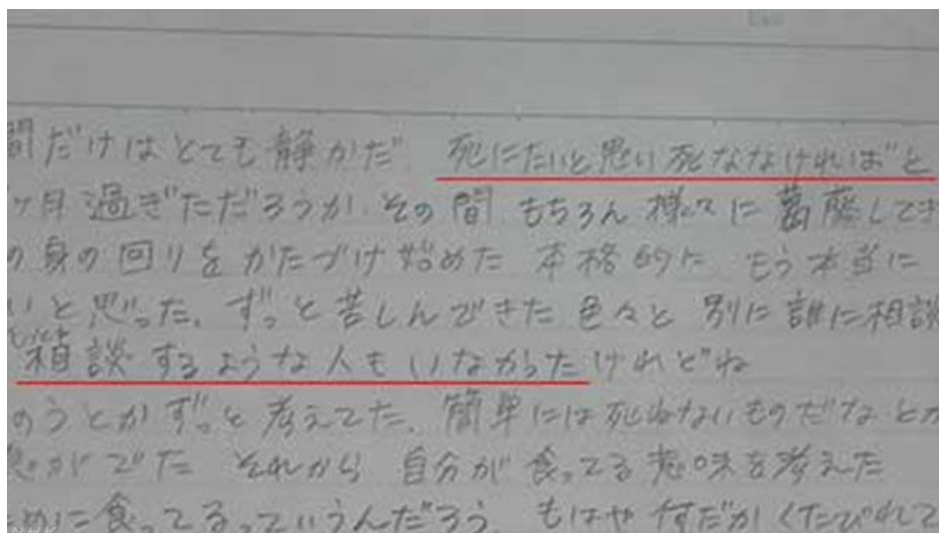 間だけはとても静かだ 死にたいと思い死ななければと
ヶ月過ぎただろうか その間 もちろん様々に葛藤してき
の身の回りをかたづけ始めた 本格的に もう本当に
いと思った、ずっと苦しんできた 色々と 別に誰に相談
相談するような人もいなかったけれどね
のうとかずっと考えてた、簡単には死ねないものだなとか
がでた それから 自分が食ってる意味を考えた
ために食ってるっていうんだろう、もはや何だかくたびれて
NHK